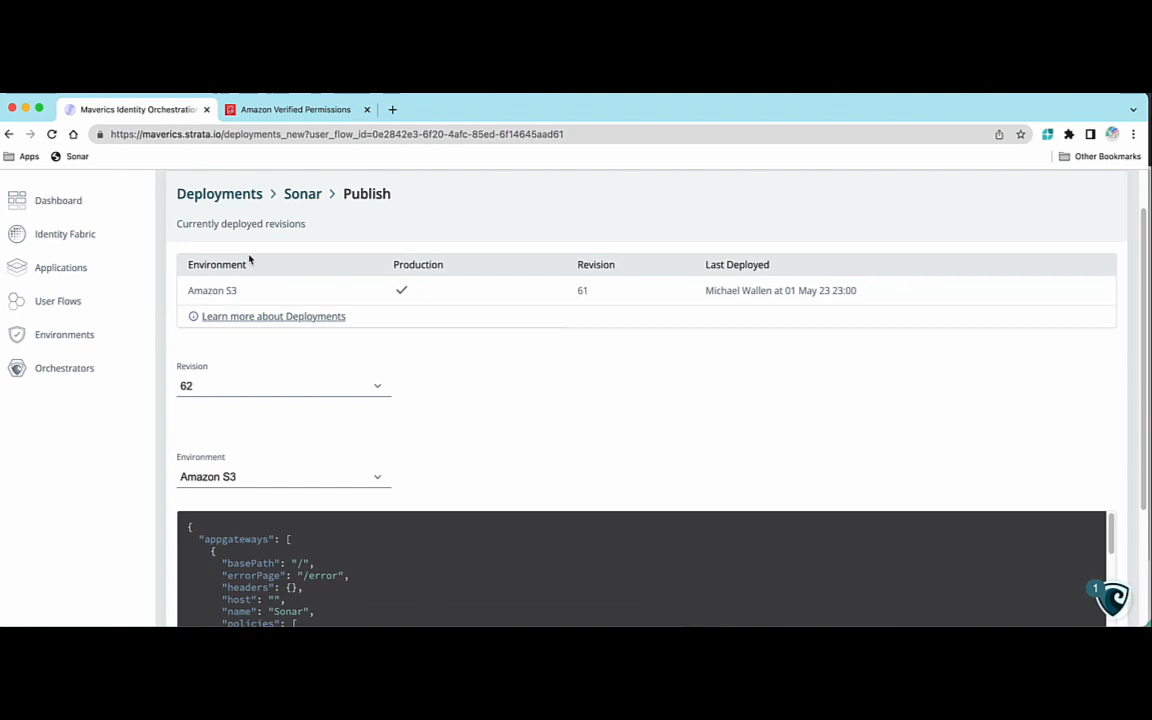 Maverics Identity Orchestratio
Amazon Verified Permissions
https://maverics.strata.io/deployments_new?user_flow_id=0e2842e3-6f20-4afc-85ed-6f14645aad61
Apps
Sonar
Other Bookmarks
Dashboard
Identity Fabric
Applications
User Flows
Environments
Orchestrators
Deployments > Sonar > Publish
Currently deployed revisions
Environment Production Revision Last Deployed
Amazon S3 61 Michael Wallen at 01 May 23 23:00
Learn more about Deployments
Revision
62
Environment
Amazon S3
{
"appgateways": [
{
"basePath": "/",
"errorPage": "/error",
"headers": {},
"host": "",
"name": "Sonar",
"policies": [
1